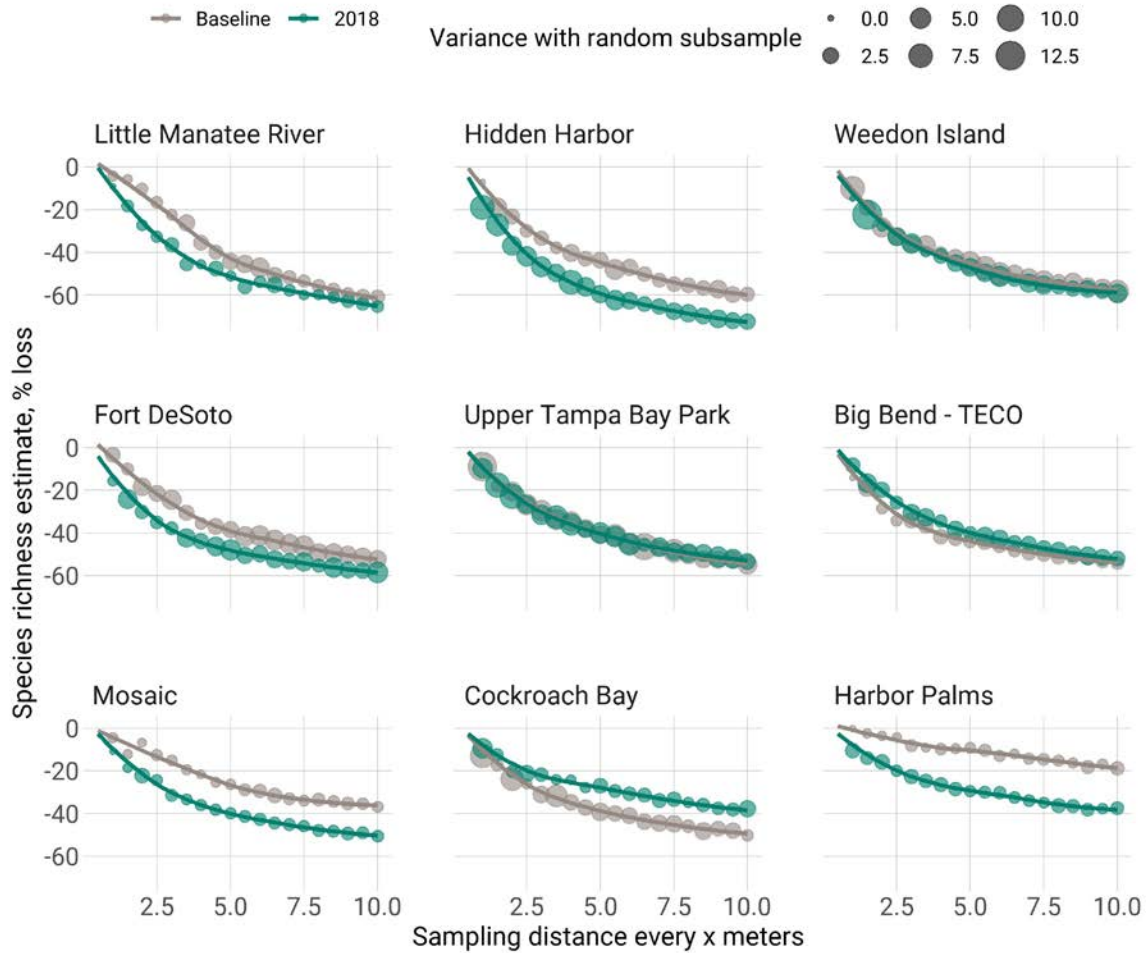 Baseline 2018
Variance with random subsample
0.0 5.0 10.0
2.5 7.5 12.5
Little Manatee River Hidden Harbor Weedon Island
0
-20
-40
-60
Fort DeSoto Upper Tampa Bay Park Big Bend - TECO
0
-20
-40
-60
Mosaic Cockroach Bay Harbor Palms
0
-20
-40
-60
2.5 5.0 7.5 10.0 2.5 5.0 7.5 10.0 2.5 5.0 7.5 10.0
Sampling distance every x meters
Species richness estimate, % loss